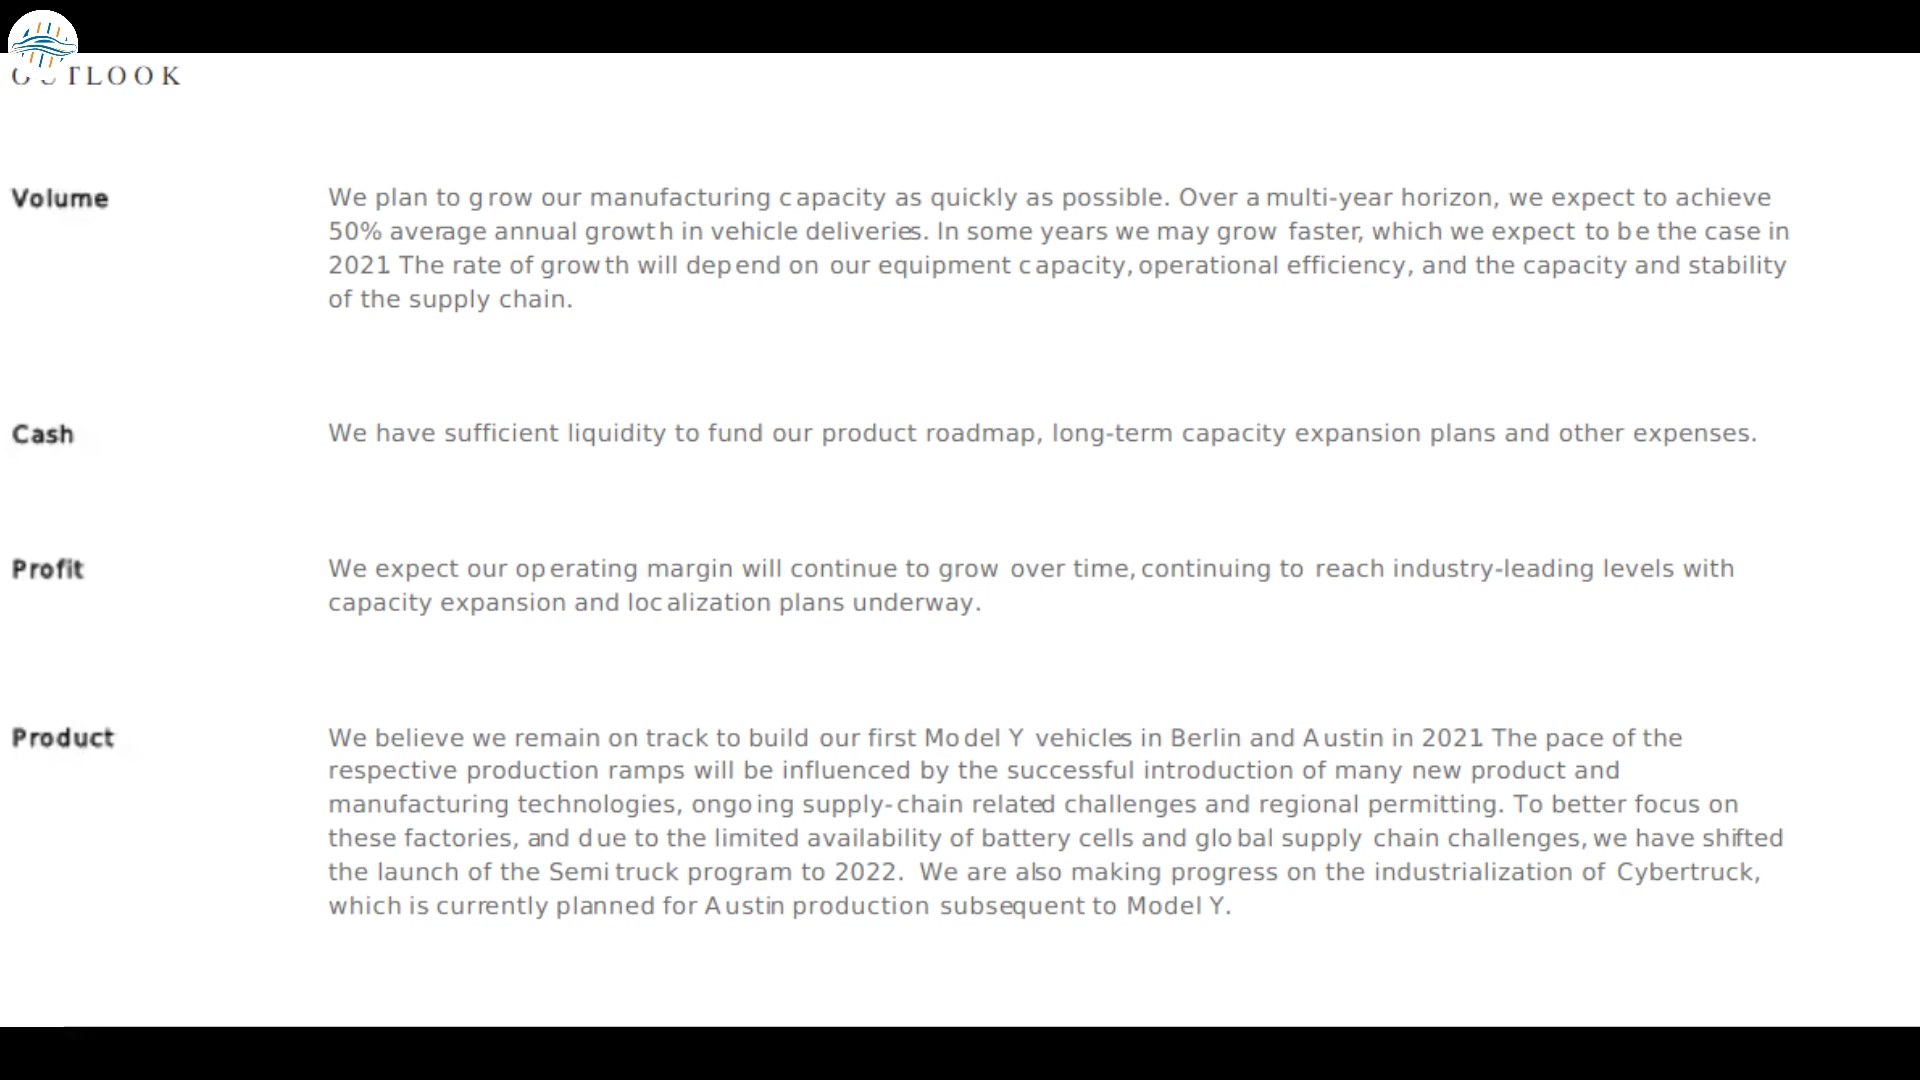 OUTLOOK
Volume
We plan to grow our manufacturing capacity as quickly as possible. Over a multi-year horizon, we expect to achieve
50% average annual growth in vehicle deliveries. In some years we may grow faster, which we expect to be the case in
2021. The rate of growth will depend on our equipment capacity, operational efficiency, and the capacity and stability
of the supply chain.
Cash
We have sufficient liquidity to fund our product roadmap, long-term capacity expansion plans and other expenses.
Profit
We expect our operating margin will continue to grow over time, continuing to reach industry-leading levels with
capacity expansion and localization plans underway.
Product
We believe we remain on track to build our first Model Y vehicles in Berlin and Austin in 2021. The pace of the
respective production ramps will be influenced by the successful introduction of many new product and
manufacturing technologies, ongoing supply-chain related challenges and regional permitting. To better focus on
these factories, and due to the limited availability of battery cells and global supply chain challenges, we have shifted
the launch of the Semi truck program to 2022. We are also making progress on the industrialization of Cybertruck,
which is currently planned for Austin production subsequent to Model Y.